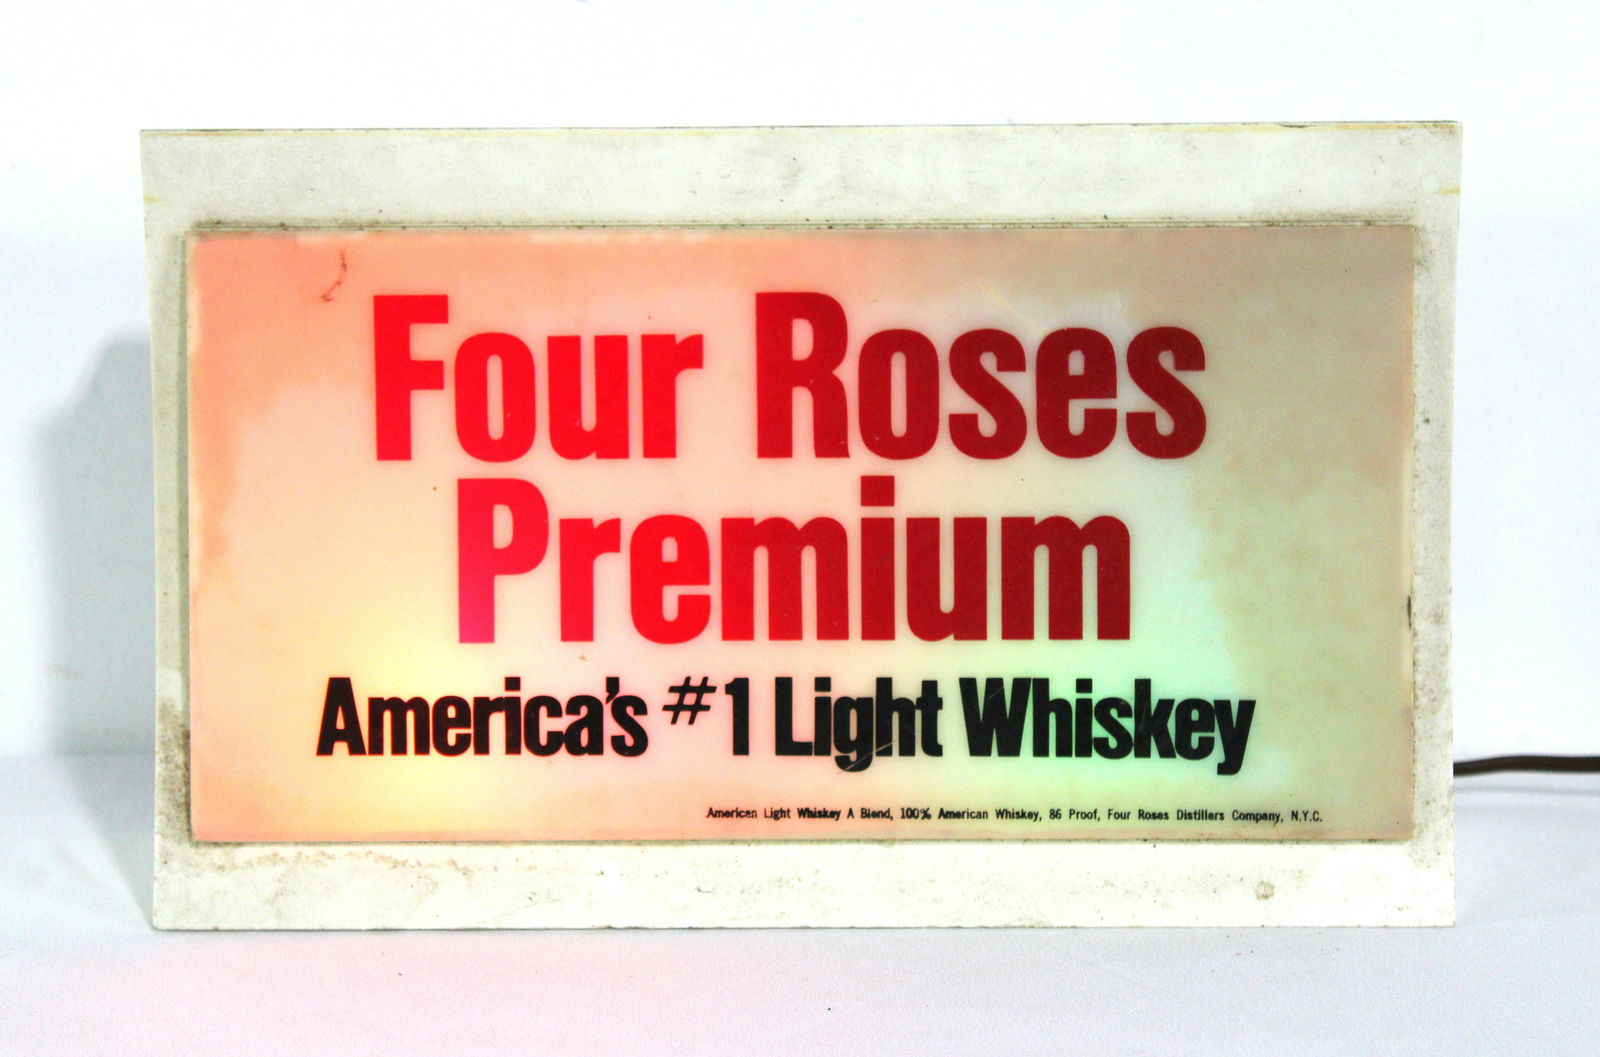 Four Roses
Premium
America's #1 Light Whiskey
American Light Whiskey A Blend, 100% American Whiskey, 86 Proof, Four Roses Distillers Company, N.Y.C.